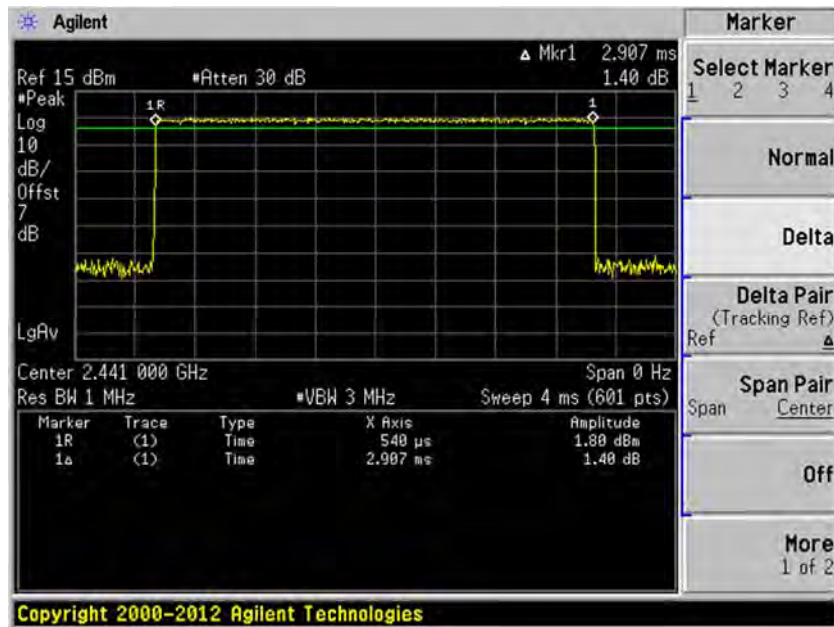 Agilent
Marker
Δ Mkr1 2.907 ms
Ref 15 dBm #Atten 30 dB 1.40 dB
#Peak
Log
10
dB/
Offst
7
dB
1R
1
LgAv
Center 2.441 000 GHz Span 0 Hz
Res BW 1 MHz #VBW 3 MHz Sweep 4 ms (601 pts)
Marker Trace Type X Axis Amplitude
1R (1) Time 540 µs 1.80 dBm
1Δ (1) Time 2.907 ms 1.40 dB
Select Marker
1 2 3 4
Normal
Delta
Delta Pair
(Tracking Ref)
Ref Δ
Span Pair
Span Center
Off
More
1 of 2
Copyright 2000-2012 Agilent Technologies